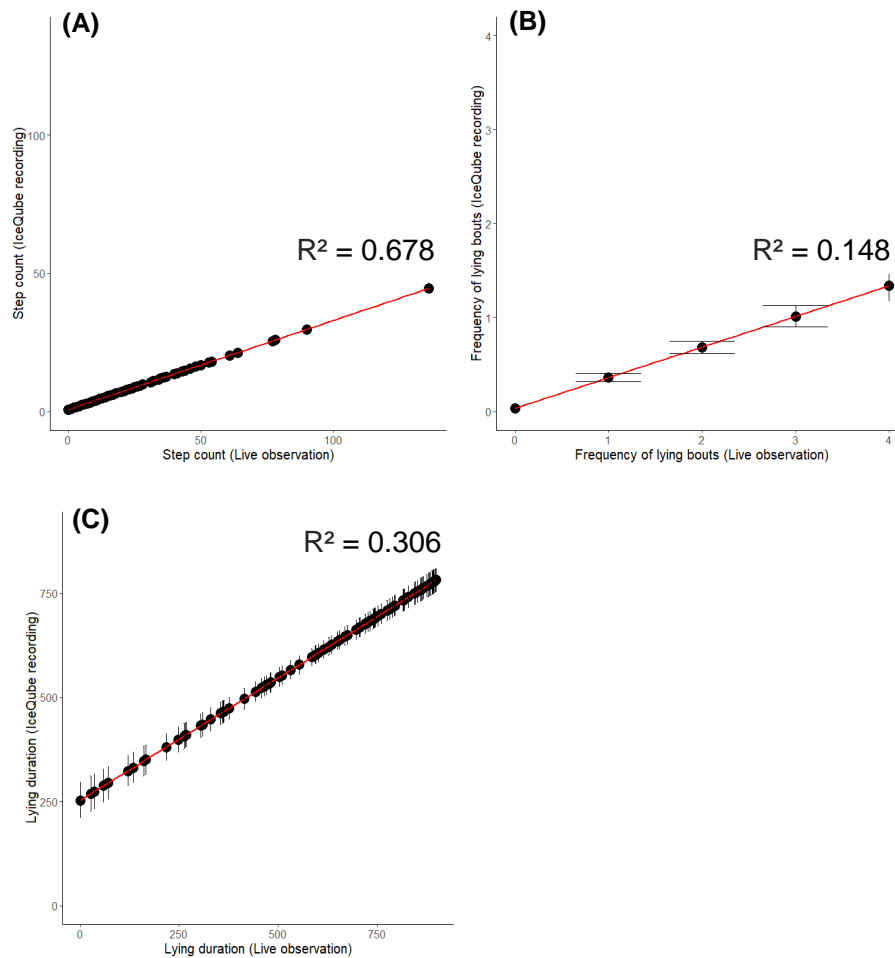 (A)
Step count (IceQube recording)
100
50
0
R² = 0.678
0 50 100
Step count (Live observation)
(B)
Frequency of lying bouts (IceQube recording)
4
3
2
1
0
R² = 0.148
0 1 2 3 4
Frequency of lying bouts (Live observation)
(C)
Lying duration (IceQube recording)
750
500
250
0
R² = 0.306
0 250 500 750
Lying duration (Live observation)